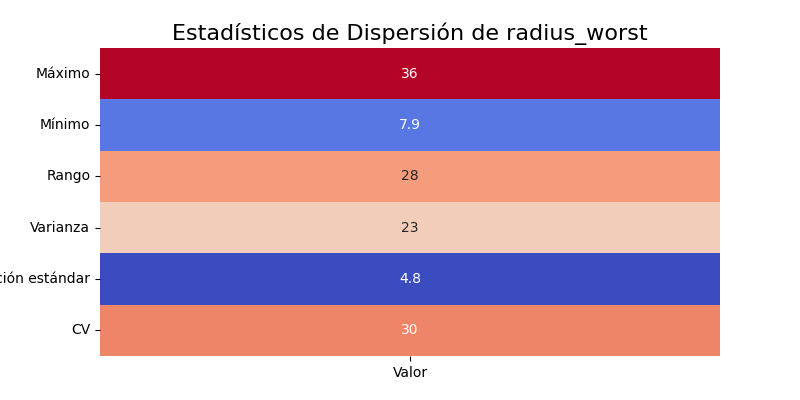 Estadísticos de Dispersión de radius_worst
Máximo 36
Mínimo 7.9
Rango 28
Varianza 23
ción estándar 4.8
CV 30
Valor